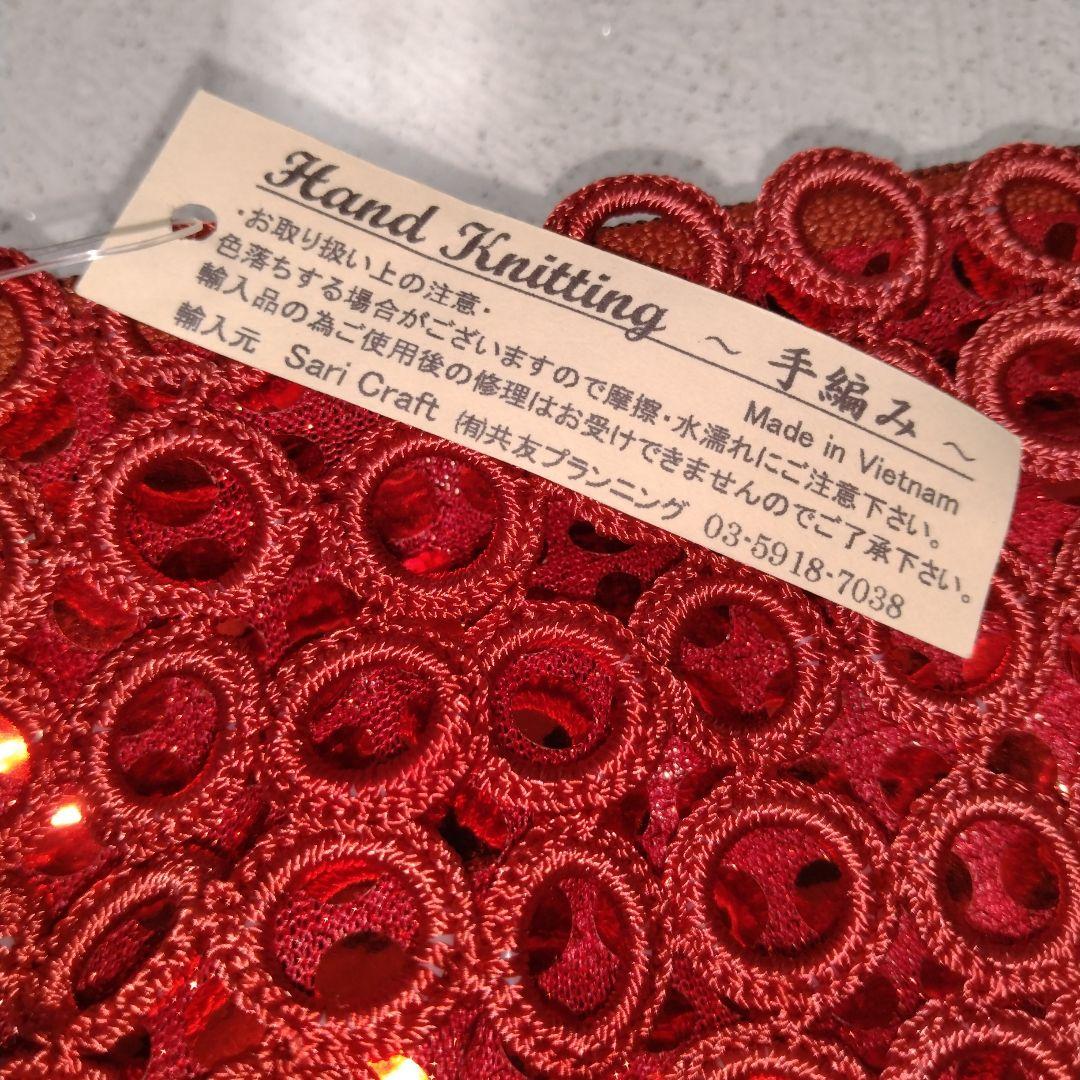 Hand Knitting ～ 手編み ～
Made in Vietnam
・お取り扱い上の注意・
色落ちする場合がございますので摩擦・水濡れにご注意下さい。
輸入品の為ご使用後の修理はお受けできませんのでご了承下さい。
輸入元 Sari Craft ㈲共友プランニング 03-5918-7038